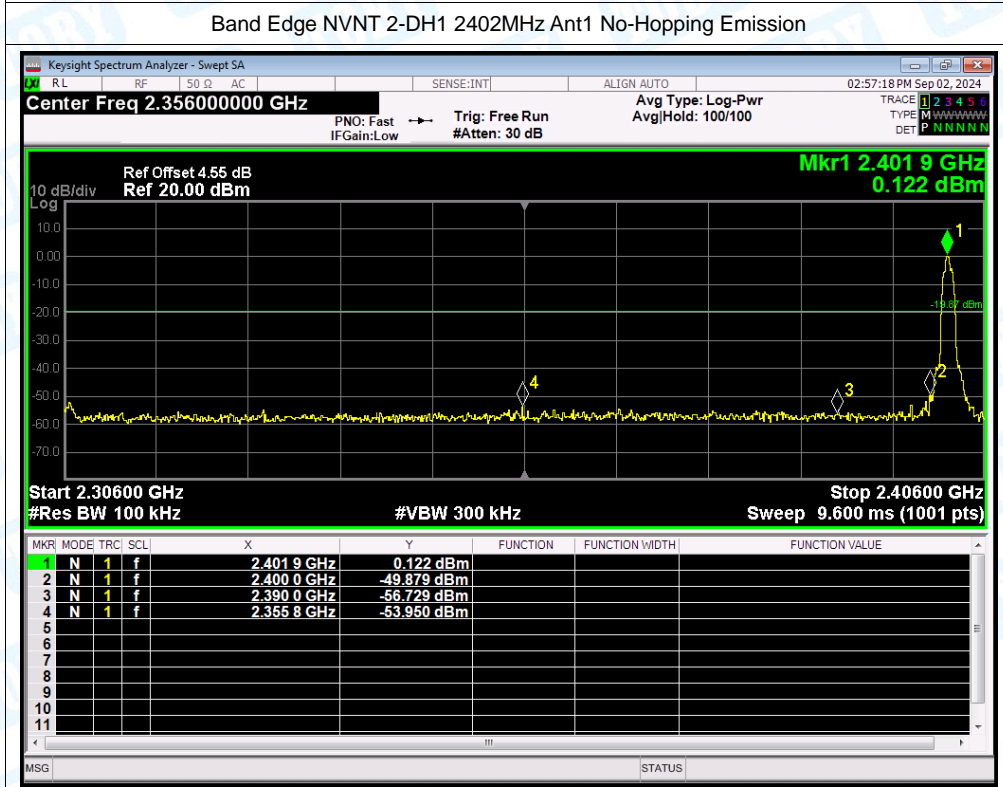 Band Edge NVNT 2-DH1 2402MHz Ant1 No-Hopping Emission
Keysight Spectrum Analyzer - Swept SA
LXI RL RF 50 Ω AC SENSE:INT ALIGN AUTO 02:57:18 PM Sep 02, 2024
Center Freq 2.356000000 GHz Avg Type: Log-Pwr TRACE 1 2 3 4 5 6
PNO: Fast Trig: Free Run Avg|Hold: 100/100 TYPE M WWWWW
IFGain:Low #Atten: 30 dB DET P N N N N N
Mkr1 2.401 9 GHz
Ref Offset 4.55 dB
10 dB/div Ref 20.00 dBm 0.122 dBm
Log
10.0
1
0.00
-10.0
-19.87 dBm
-20.0
-30.0
-40.0
4 3 2
-50.0
-60.0
-70.0
Start 2.30600 GHz Stop 2.40600 GHz
#Res BW 100 kHz #VBW 300 kHz Sweep 9.600 ms (1001 pts)
MKR MODE TRC SCL X Y FUNCTION FUNCTION WIDTH FUNCTION VALUE
1 N 1 f 2.401 9 GHz 0.122 dBm
2 N 1 f 2.400 0 GHz -49.879 dBm
3 N 1 f 2.390 0 GHz -56.729 dBm
4 N 1 f 2.355 8 GHz -53.950 dBm
5
6
7
8
9
10
11
MSG STATUS